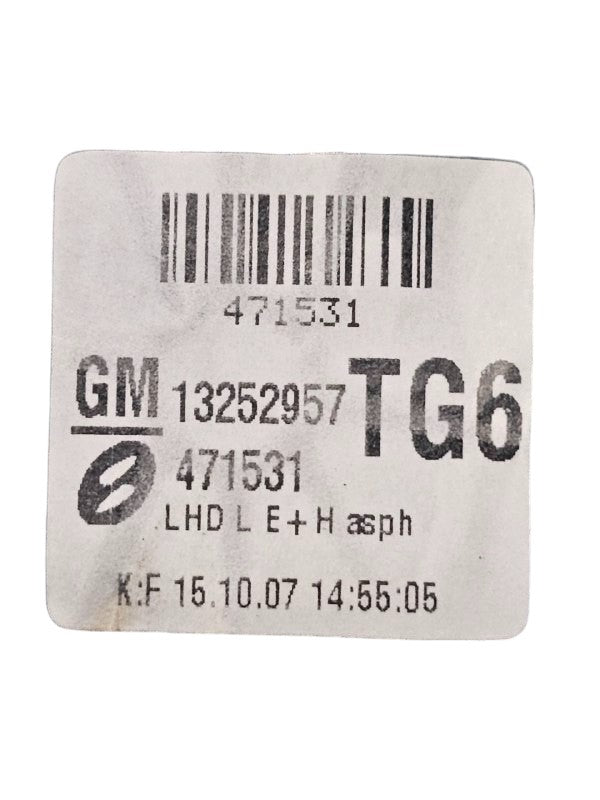 471531
GM 13252957 TG6
471531
LHD L E+H asph
K:F 15.10.07 14:55:05